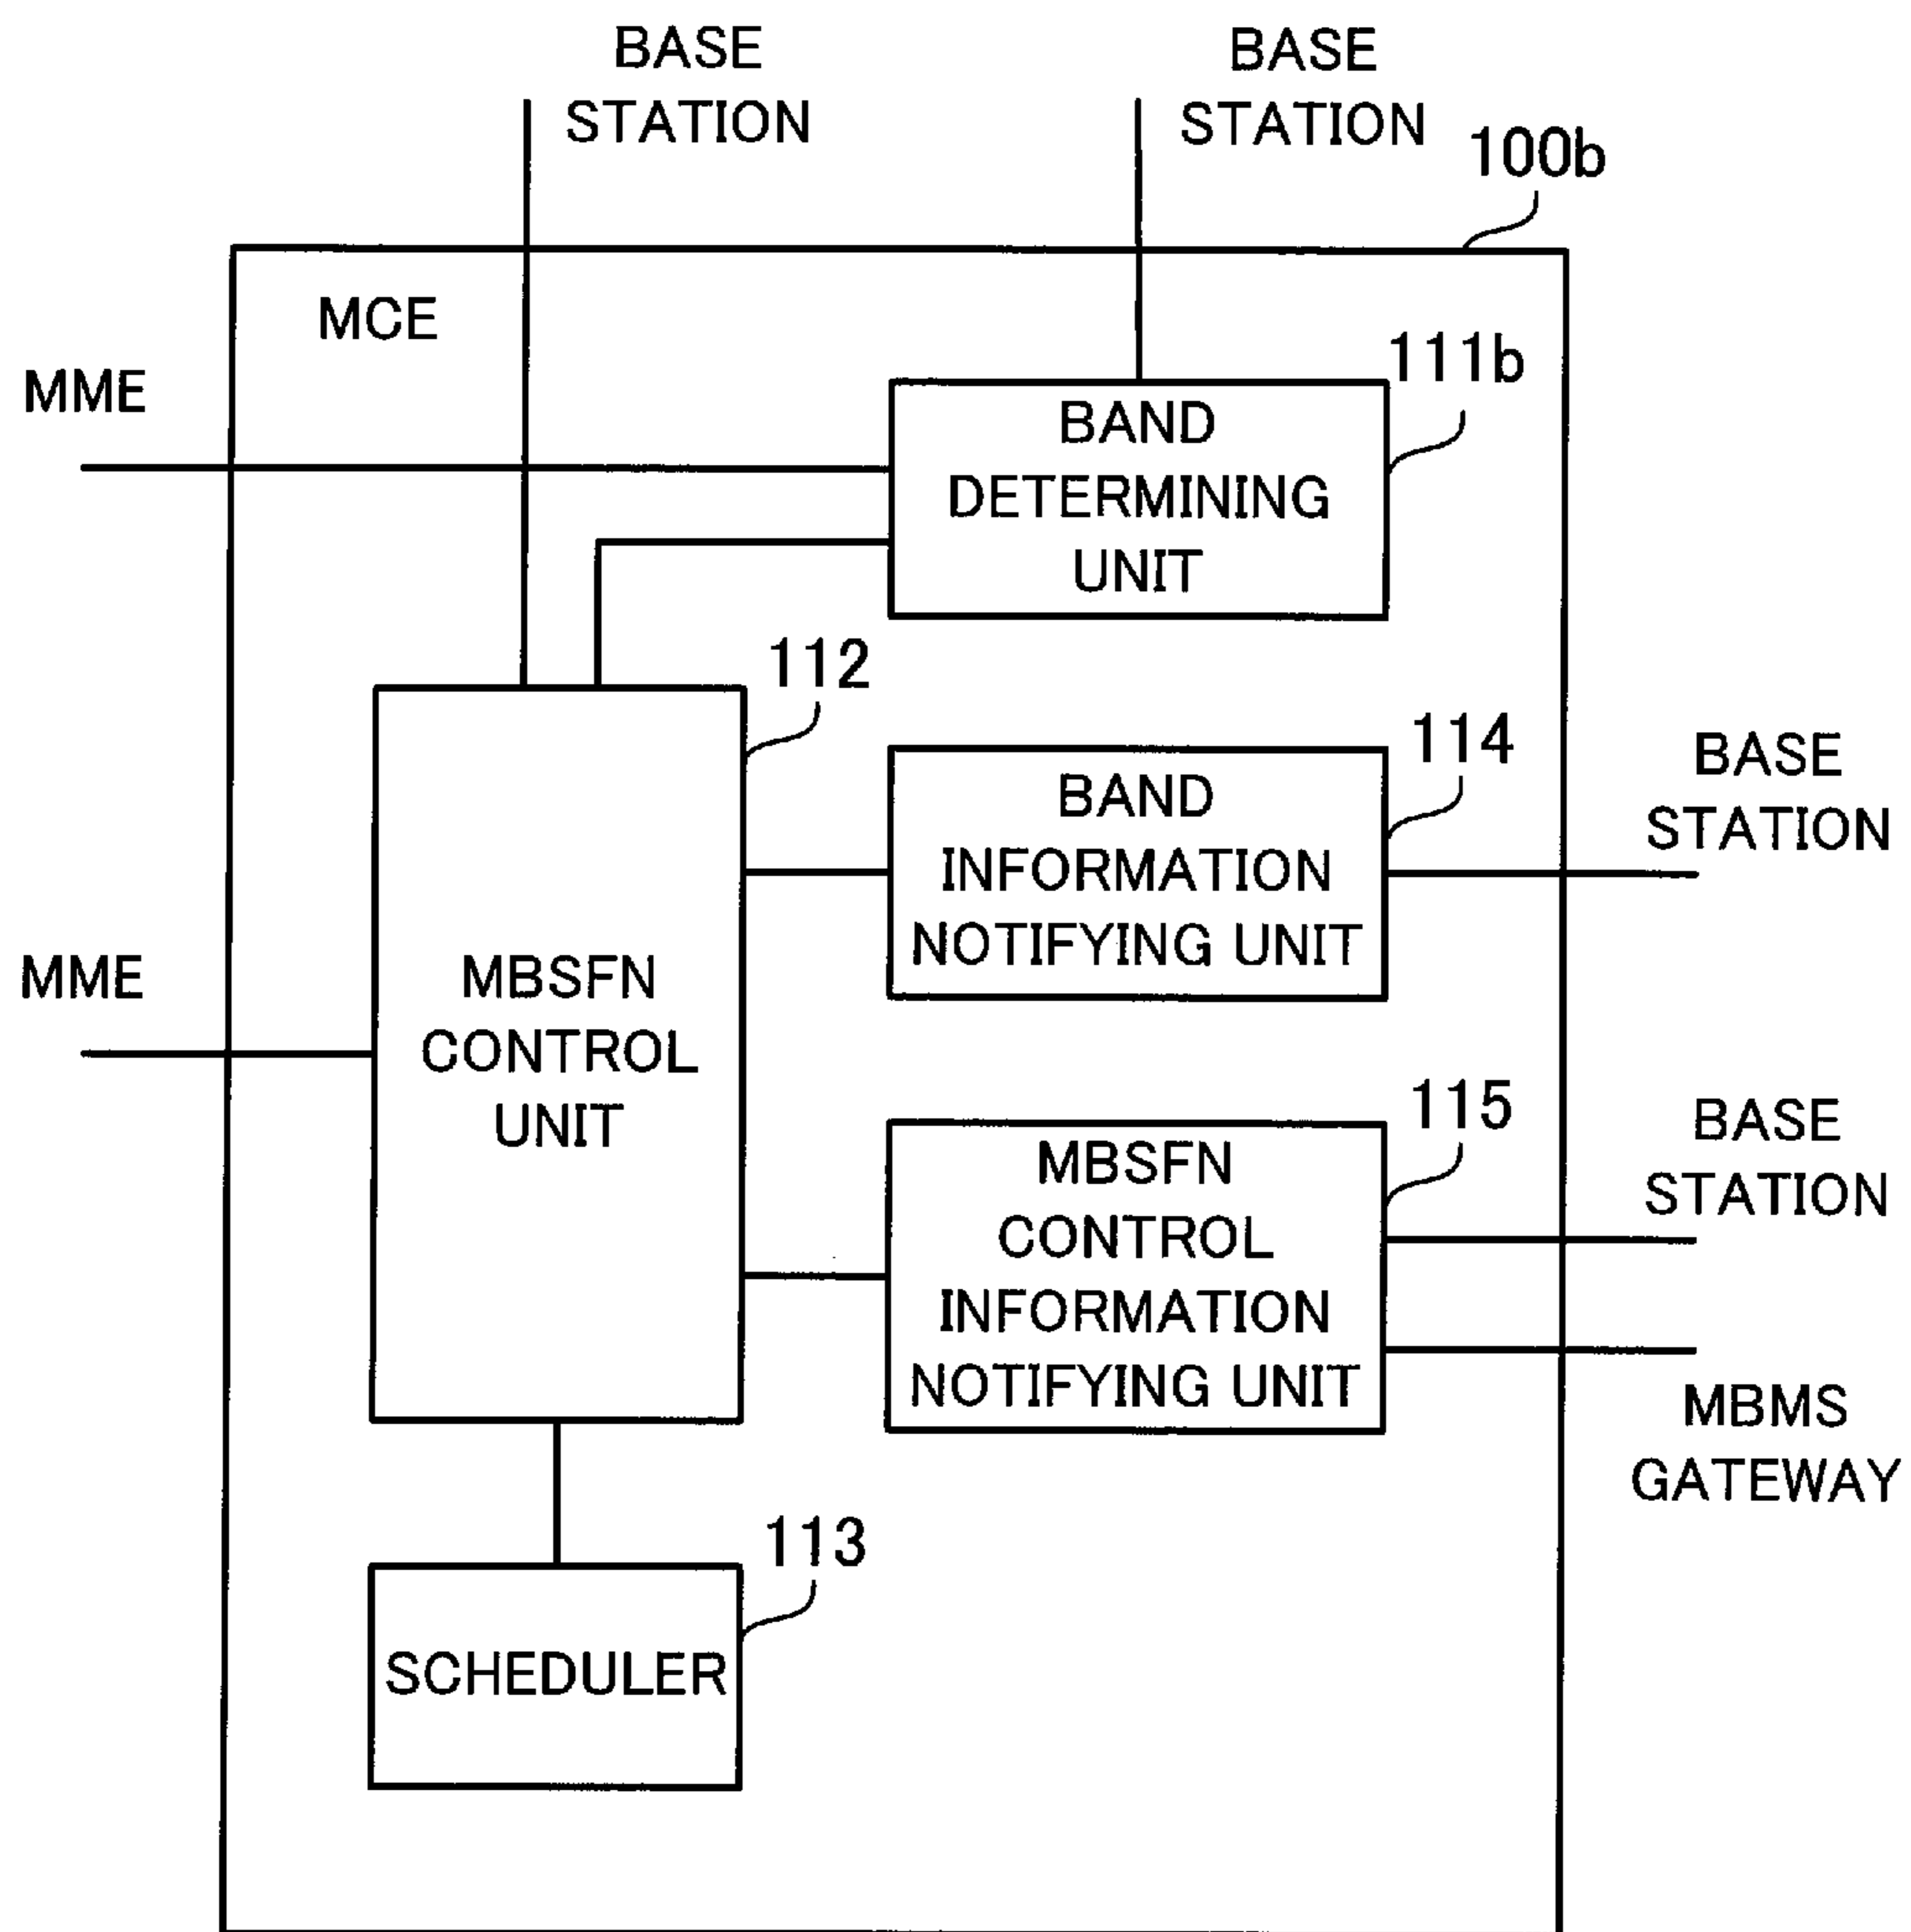 BASE
STATION
BASE
STATION
100b
MCE
MME
111b
BAND
DETERMINING
UNIT
112
114
BAND
INFORMATION
NOTIFYING UNIT
BASE
STATION
MME
MBSFN
CONTROL
UNIT
115
MBSFN
CONTROL
INFORMATION
NOTIFYING UNIT
BASE
STATION
MBMS
GATEWAY
113
SCHEDULER